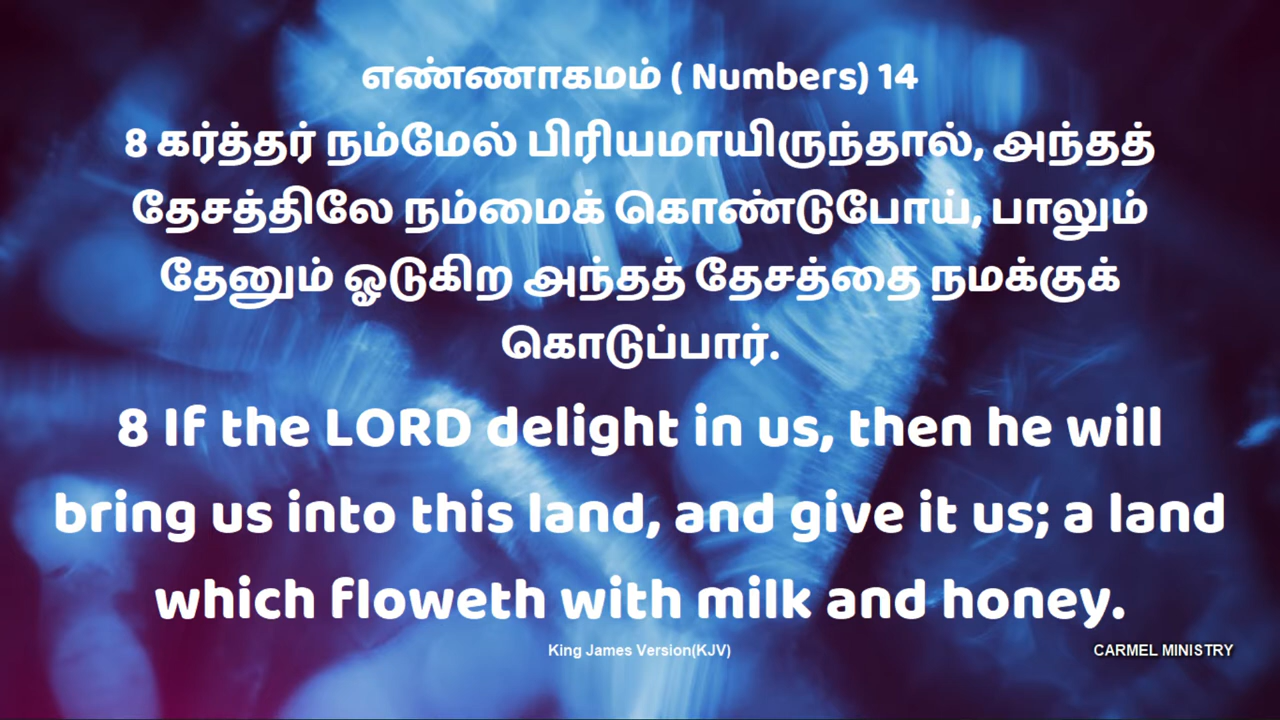 எண்ணாகமம் ( Numbers) 14
8 கர்த்தர் நம்மேல் பிரியமாயிருந்தால், அந்தத்
தேசத்திலே நம்மைக் கொண்டுபோய், பாலும்
தேனும் ஓடுகிற அந்தத் தேசத்தை நமக்குக்
கொடுப்பார்.
8 If the LORD delight in us, then he will
bring us into this land, and give it us; a land
which floweth with milk and honey.
King James Version(KJV)
CARMEL MINISTRY